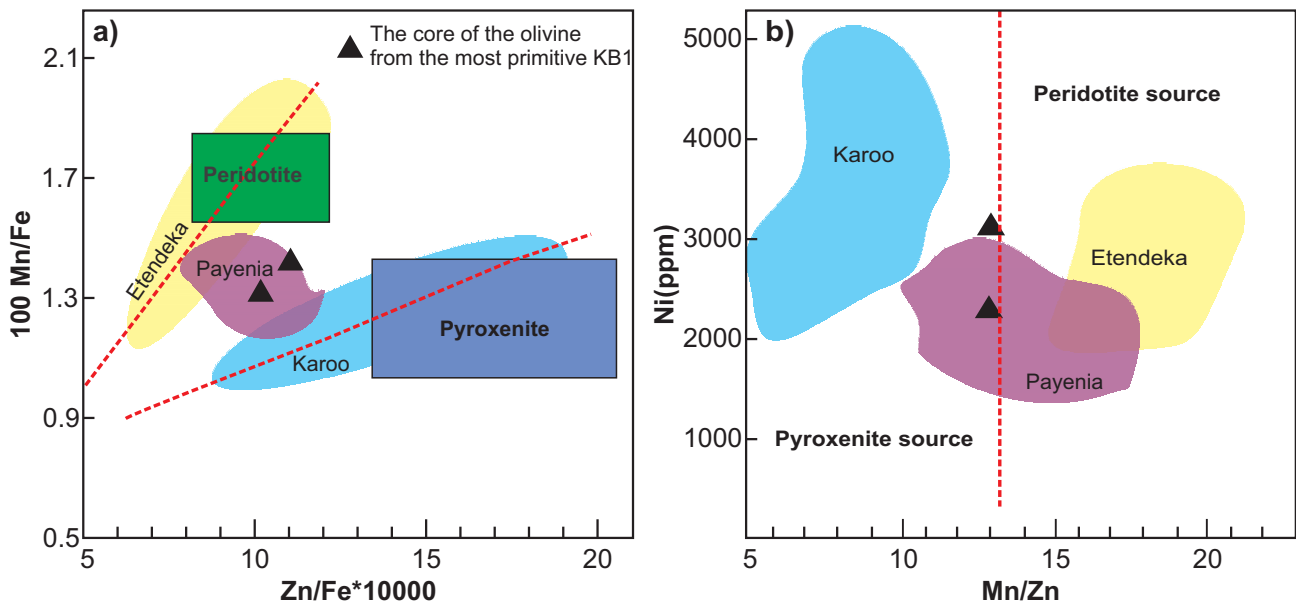 a)
The core of the olivine
from the most primitive KB1
2.1
1.7
1.3
0.9
0.5
100 Mn/Fe
Peridotite
Etendeka
Payenia
Karoo
Pyroxenite
5
10
15
20
Zn/Fe*10000
b)
5000
4000
3000
2000
1000
Ni(ppm)
Peridotite source
Karoo
Etendeka
Payenia
Pyroxenite source
5
10
15
20
Mn/Zn